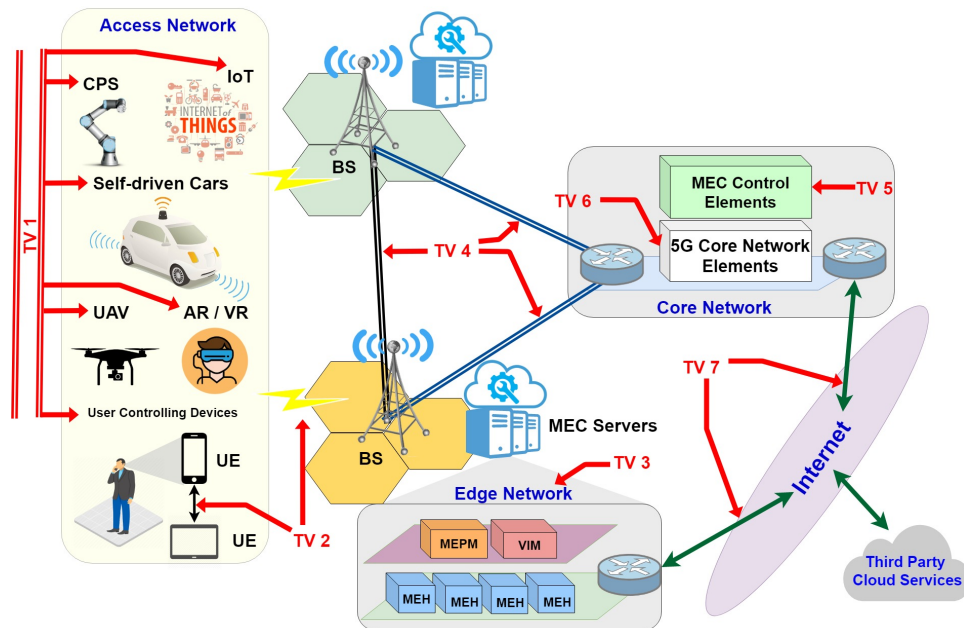 Access Network
IoT
CPS
INTERNET of
THINGS
TV 1
Self-driven Cars
UAV
AR / VR
User Controlling Devices
UE
UE
TV 2
BS
BS
TV 4
MEC Servers
TV 3
Edge Network
MEPM
VIM
MEH
MEH
MEH
MEH
TV 6
TV 5
MEC Control
Elements
5G Core Network
Elements
Core Network
TV 7
Internet
Third Party
Cloud Services